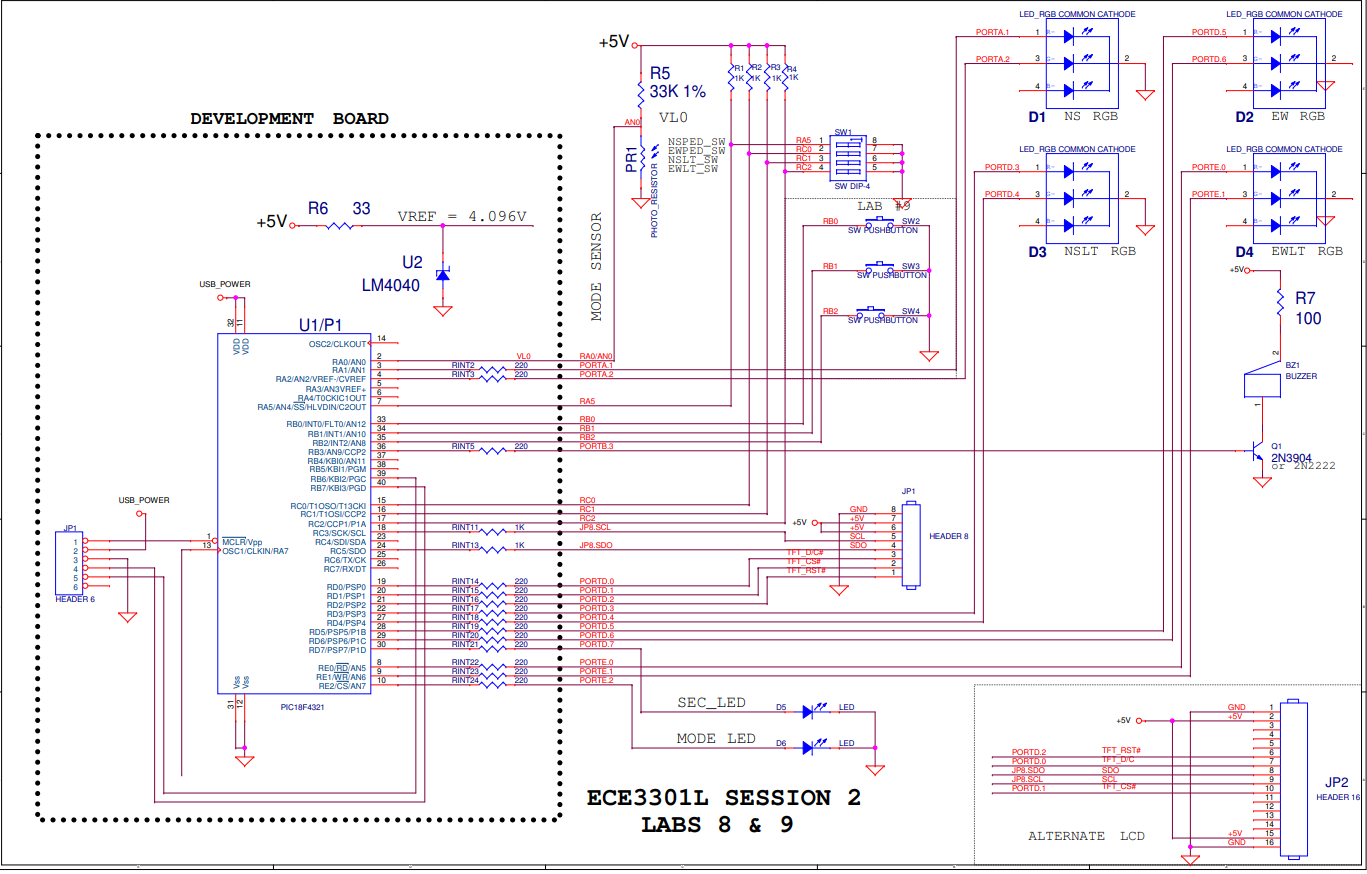 DEVELOPMENT BOARD
+5V
R6 33
VREF = 4.096V
U2
LM4040
USB_POWER
32
11
VDD
VDD
U1/P1
OSC2/CLKOUT 14
RA0/AN0 2
RA1/AN1 3
RA2/AN2/VREF-/CVREF 4
RA3/AN3VREF+ 5
RA4/T0CKIC1OUT 6
RA5/AN4/SS/HLVDIN/C2OUT 7
RB0/INT0/FLT0/AN12 33
RB1/INT1/AN10 34
RB2/INT2/AN8 35
RB3/AN9/CCP2 36
RB4/KBI0/AN11 37
RB5/KBI1/PGM 38
RB6/KBI2/PGC 39
RB7/KBI3/PGD 40
RC0/T1OSO/T13CKI 15
RC1/T1OSI/CCP2 16
RC2/CCP1/P1A 17
RC3/SCK/SCL 18
RC4/SDI/SDA 23
RC5/SDO 24
RC6/TX/CK 25
RC7/RX/DT 26
RD0/PSP0 19
RD1/PSP1 20
RD2/PSP2 21
RD3/PSP3 22
RD4/PSP4 27
RD5/PSP5/P1B 28
RD6/PSP6/P1C 29
RD7/PSP7/P1D 30
RE0/RD/AN5 8
RE1/WR/AN6 9
RE2/CS/AN7 10
1 MCLR/Vpp
13 OSC1/CLKIN/RA7
Vss
Vss
31
12
PIC18F4321
USB_POWER
JP1
1
2
3
4
5
6
HEADER 6
VL0 RA0/AN0
RINT2 220 PORTA.1
RINT3 220 PORTA.2
RA5
RB0
RB1
RB2
RINT5 220 PORTB.3
RC0
RC1
RC2
RINT11 1K JP8.SCL
RINT13 1K JP8.SDO
RINT14 220 PORTD.0
RINT15 220 PORTD.1
RINT16 220 PORTD.2
RINT17 220 PORTD.3
RINT18 220 PORTD.4
RINT19 220 PORTD.5
RINT20 220 PORTD.6
RINT21 220 PORTD.7
RINT22 220 PORTE.0
RINT23 220 PORTE.1
RINT24 220 PORTE.2
+5V
R5
33K 1%
VL0
AN0
PR1
PHOTO_RESISTOR
MODE SENSOR
R1
1K
R2
1K
R3
1K
R4
1K
NSPED_SW
EWPED_SW
NSLT_SW
EWLT_SW
SW1
RA5 1 8
RC0 2 7
RC1 3 6
RC2 4 5
SW DIP-4
LAB #9
RB0 SW2
SW PUSHBUTTON
RB1 SW3
SW PUSHBUTTON
RB2 SW4
SW PUSHBUTTON
LED_RGB COMMON CATHODE
PORTA.1 1
PORTA.2 3 2
4
D1 NS RGB
LED_RGB COMMON CATHODE
PORTD.5 1
PORTD.6 3 2
4
D2 EW RGB
LED_RGB COMMON CATHODE
PORTD.3 1
PORTD.4 3 2
4
D3 NSLT RGB
LED_RGB COMMON CATHODE
PORTE.0 1
PORTE.1 3 2
4
D4 EWLT RGB
+5V
R7
100
2
BZ1
BUZZER
1
Q1
2N3904
or 2N2222
JP1
GND 8
+5V
+5V 7
+5V 6
SCL 5
SDO 4
TFT_D/C# 3
TFT_CS# 2
TFT_RST# 1
HEADER 8
SEC_LED D5 LED
MODE LED D6 LED
ECE3301L SESSION 2
LABS 8 & 9
GND 1
+5V
+5V 2
3
4
5
PORTD.2 TFT_RST# 6
PORTD.0 TFT_D/C 7
JP8.SDO SDO 8
JP8.SCL SCL 9
PORTD.1 TFT_CS# 10
11
12
13
14
+5V 15
GND 16
JP2
HEADER 16
ALTERNATE LCD